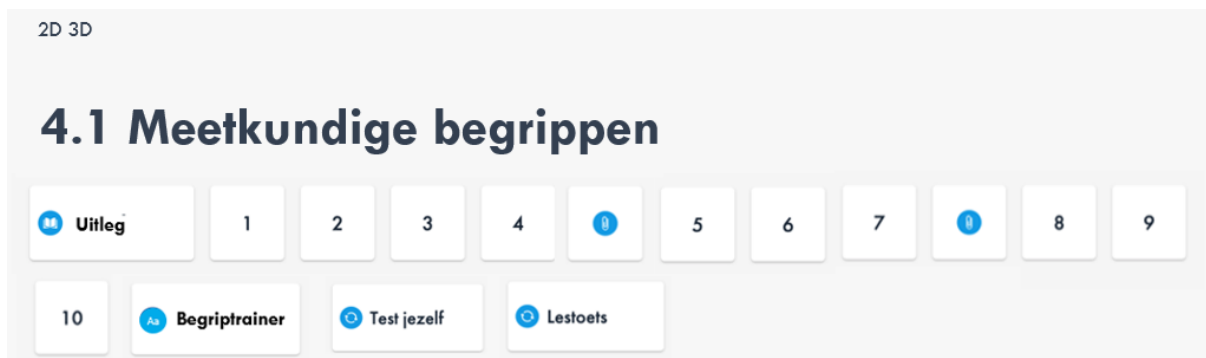 2D 3D
4.1 Meetkundige begrippen
Uitleg 1 2 3 4 5 6 7 8 9
10 Aa Begriptrainer Test jezelf Lestoets